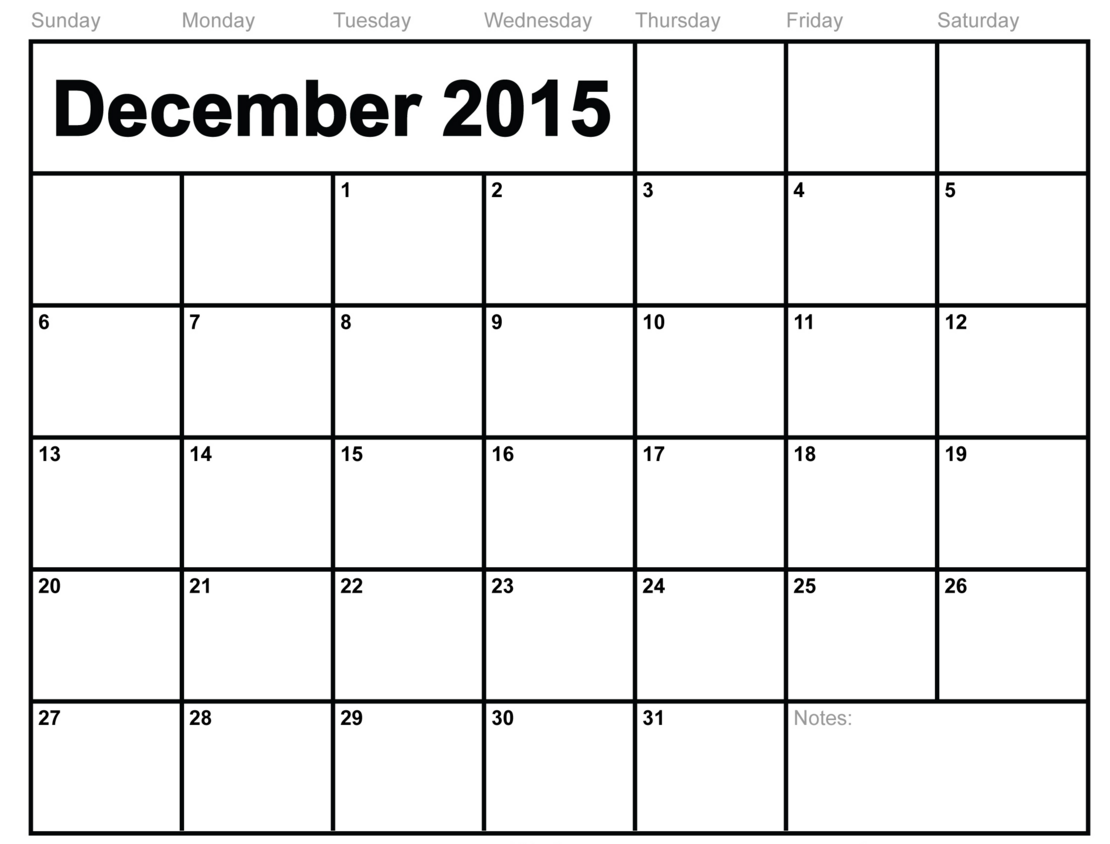 Sunday Monday Tuesday Wednesday Thursday Friday Saturday
December 2015
1 2 3 4 5
6 7 8 9 10 11 12
13 14 15 16 17 18 19
20 21 22 23 24 25 26
27 28 29 30 31 Notes: